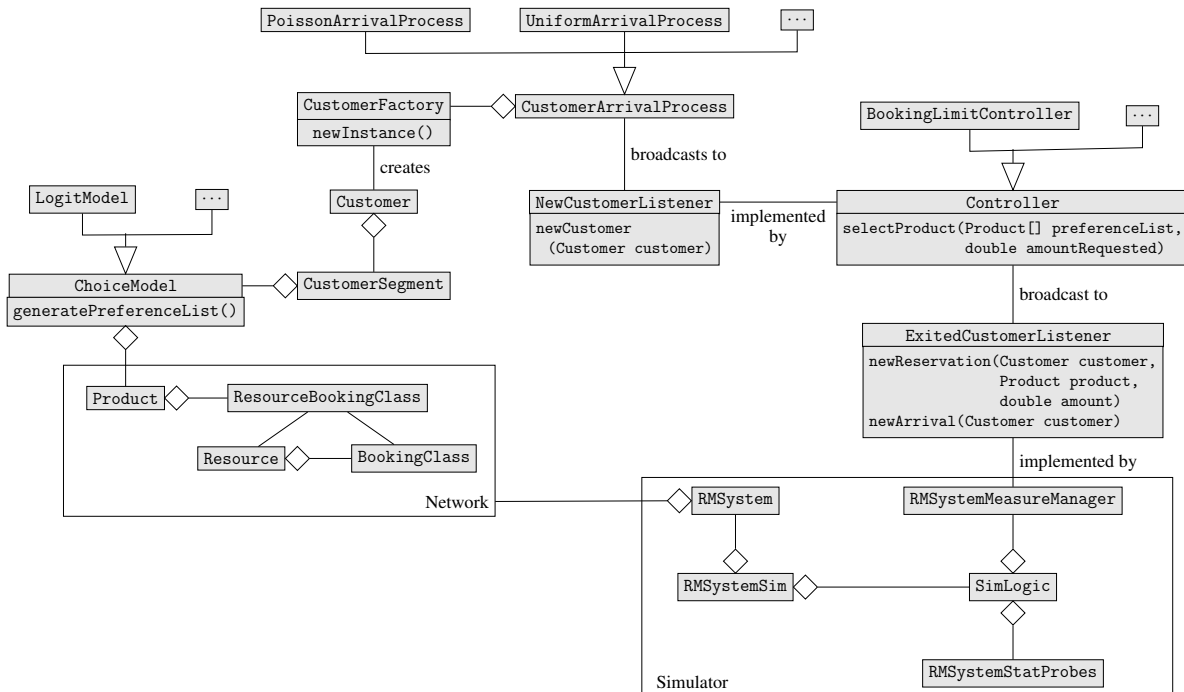 PoissonArrivalProcess
UniformArrivalProcess
...
CustomerFactory
newInstance()
CustomerArrivalProcess
BookingLimitController
...
broadcasts to
creates
LogitModel
...
Customer
NewCustomerListener
newCustomer
(Customer customer)
implemented
by
Controller
selectProduct(Product[] preferenceList,
double amountRequested)
ChoiceModel
generatePreferenceList()
CustomerSegment
broadcast to
ExitedCustomerListener
newReservation(Customer customer,
Product product,
double amount)
newArrival(Customer customer)
Product
ResourceBookingClass
Resource
BookingClass
Network
implemented by
RMSystem
RMSystemMeasureManager
RMSystemSim
SimLogic
RMSystemStatProbes
Simulator